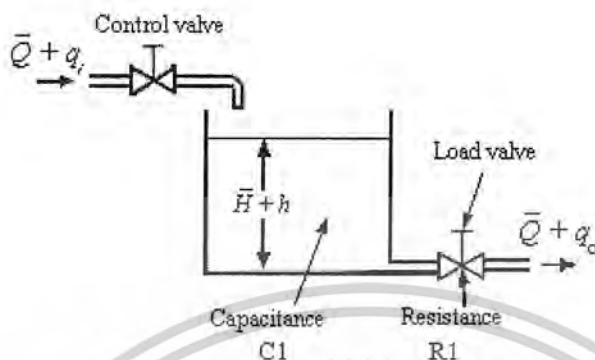 Control valve
Q̄ + qᵢ
Load valve
H̄ + h
Q̄ + qₒ
Capacitance
Resistance
C1
R1